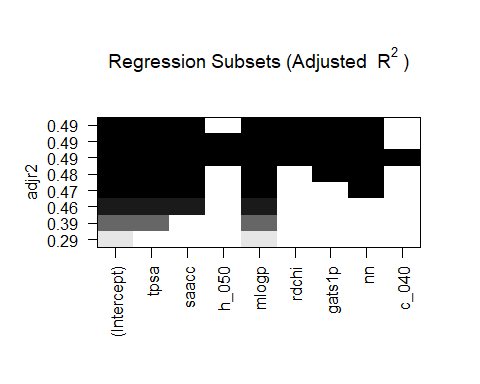 Regression Subsets (Adjusted R² )
adjr2
0.49
0.49
0.49
0.48
0.47
0.46
0.39
0.29
(Intercept)
tpsa
saacc
h_050
mlogp
rdchi
gats1p
nn
c_040